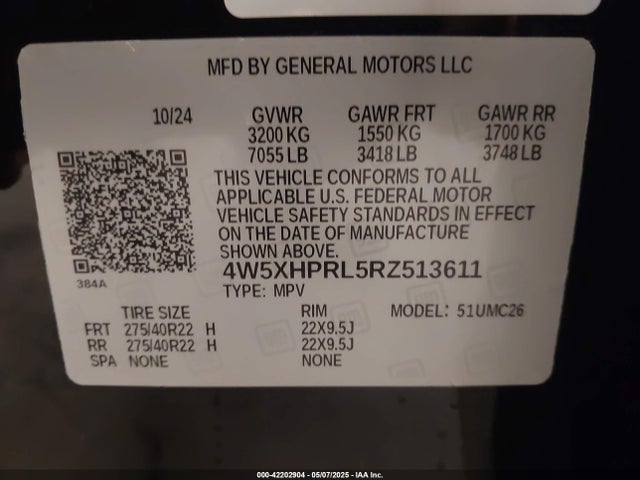 MFD BY GENERAL MOTORS LLC
10/24 GVWR GAWR FRT GAWR RR
3200 KG 1550 KG 1700 KG
7055 LB 3418 LB 3748 LB
THIS VEHICLE CONFORMS TO ALL
APPLICABLE U.S. FEDERAL MOTOR
VEHICLE SAFETY STANDARDS IN EFFECT
ON THE DATE OF MANUFACTURE
SHOWN ABOVE.
384A
4W5XHPRL5RZ513611
TYPE: MPV
TIRE SIZE RIM MODEL: 51UMC26
FRT 275/40R22 H 22X9.5J
RR 275/40R22 H 22X9.5J
SPA NONE NONE
000-42202904 - 05/07/2025 - IAA Inc.